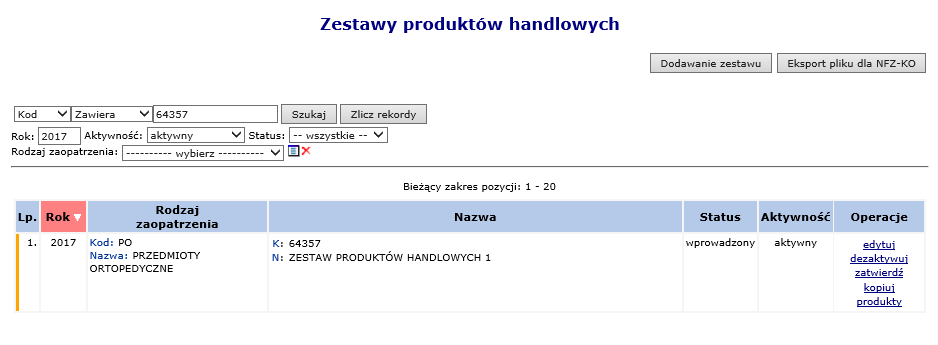 Zestawy produktów handlowych
Dodawanie zestawu Eksport pliku dla NFZ-KO
Kod Zawiera 64357 Szukaj Zlicz rekordy
Rok: 2017 Aktywność: aktywny Status: -- wszystkie --
Rodzaj zaopatrzenia: ---------- wybierz ----------
Bieżący zakres pozycji: 1 - 20
Lp. Rok Rodzaj zaopatrzenia Nazwa Status Aktywność Operacje
1. 2017 Kod: PO K: 64357 wprowadzony aktywny edytuj
Nazwa: PRZEDMIOTY N: ZESTAW PRODUKTÓW HANDLOWYCH 1 dezaktywuj
ORTOPEDYCZNE zatwierdź
kopiuj
produkty